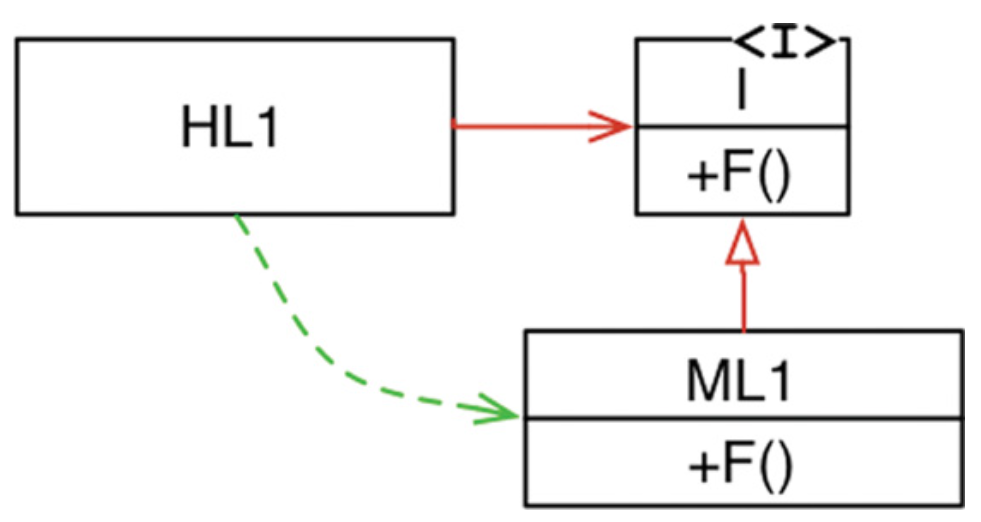 HL1
<I>
I
+F()
ML1
+F()